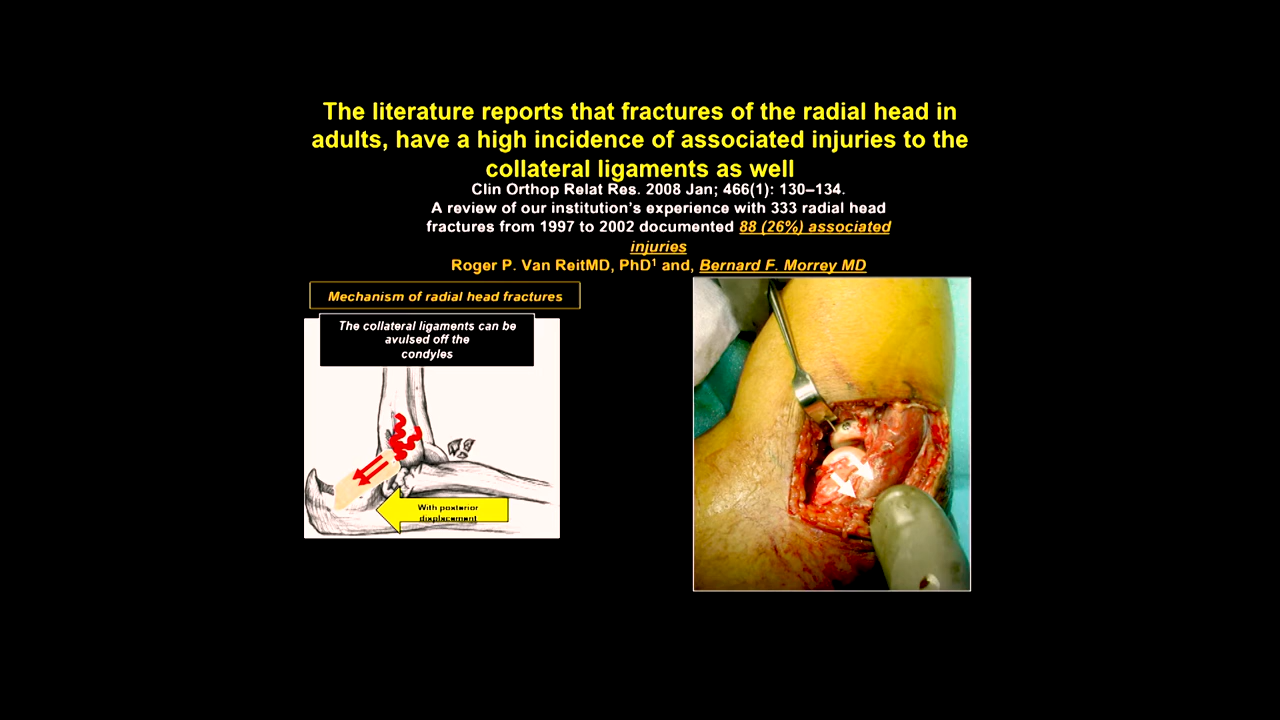 The literature reports that fractures of the radial head in
adults, have a high incidence of associated injuries to the
collateral ligaments as well
Clin Orthop Relat Res. 2008 Jan; 466(1): 130–134.
A review of our institution’s experience with 333 radial head
fractures from 1997 to 2002 documented 88 (26%) associated
injuries
Roger P. Van ReitMD, PhD¹ and, Bernard F. Morrey MD
Mechanism of radial head fractures
The collateral ligaments can be
avulsed off the
condyles
With posterior
displacement